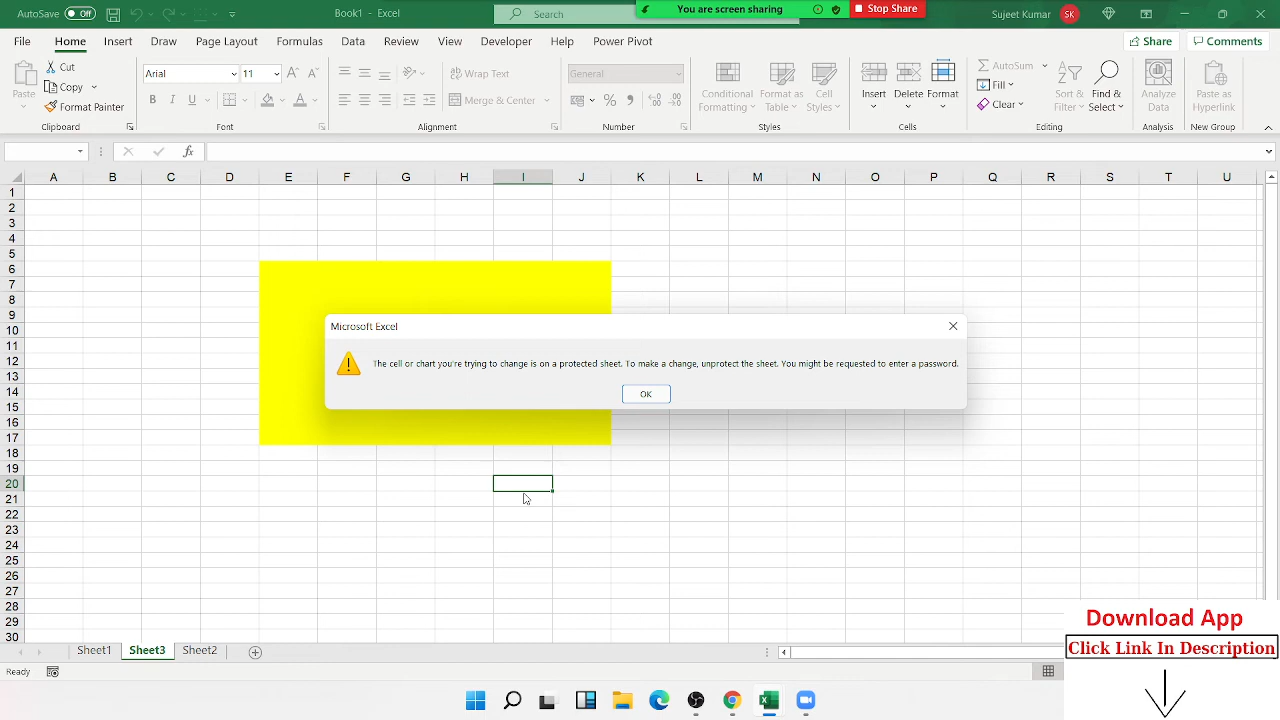 AutoSave Off Book1 - Excel Search You are screen sharing Stop Share Sujeet Kumar SK
File Home Insert Draw Page Layout Formulas Data Review View Developer Help Power Pivot Share Comments
Paste Cut Copy Format Painter Clipboard
Arial 11 B I U A Font
Wrap Text Merge & Center Alignment
General % Number
Conditional Formatting Format as Table Cell Styles Styles
Insert Delete Format Cells
AutoSum Fill Clear Sort & Filter Find & Select Editing
Analyze Data Analysis
Paste as Hyperlink New Group
fx
A B C D E F G H I J K L M N O P Q R S T U
1
2
3
4
5
6
7
8
9
10
11
12
13
14
15
16
17
18
19
20
21
22
23
24
25
26
27
28
29
30
Microsoft Excel
The cell or chart you're trying to change is on a protected sheet. To make a change, unprotect the sheet. You might be requested to enter a password.
OK
Sheet1 Sheet3 Sheet2
Ready
Download App
Click Link In Description